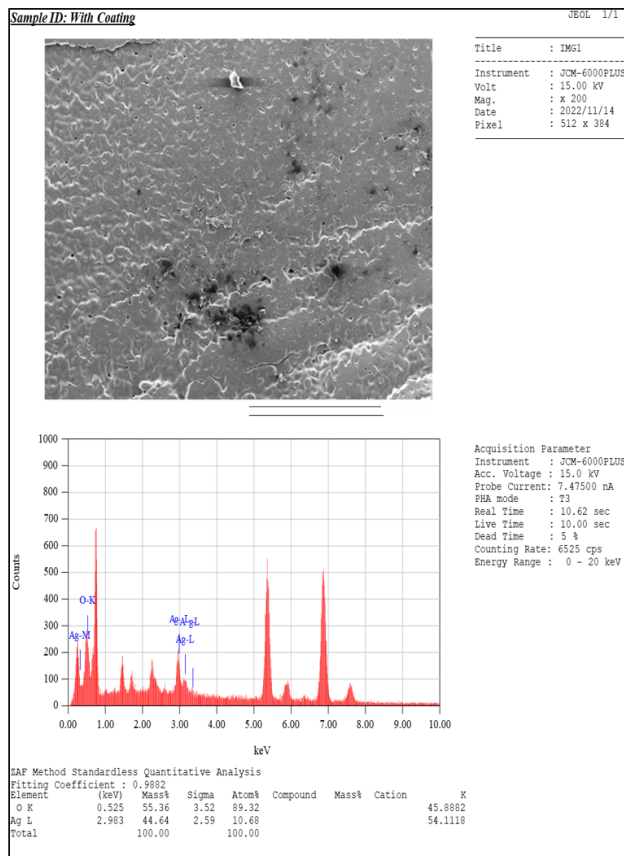 Sample ID: With Coating
JEOL 1/1
Title : IMG1
Instrument : JCM-6000PLUS
Volt : 15.00 kV
Mag. : x 200
Date : 2022/11/14
Pixel : 512 x 384
1000
900
800
700
600
500
400
300
200
100
0
Counts
O-K
Ag-M
Ag-L
Ag-L
Ag-L
0.00 1.00 2.00 3.00 4.00 5.00 6.00 7.00 8.00 9.00 10.00
keV
Acquisition Parameter
Instrument : JCM-6000PLUS
Acc. Voltage : 15.0 kV
Probe Current: 7.47500 nA
PHA mode : T3
Real Time : 10.62 sec
Live Time : 10.00 sec
Dead Time : 5 %
Counting Rate: 6525 cps
Energy Range : 0 - 20 keV
ZAF Method Standardless Quantitative Analysis
Fitting Coefficient : 0.9882
Element (keV) Mass% Sigma Atom% Compound Mass% Cation K
O K 0.525 55.36 3.52 89.32 45.8882
Ag L 2.983 44.64 2.59 10.68 54.1118
Total 100.00 100.00